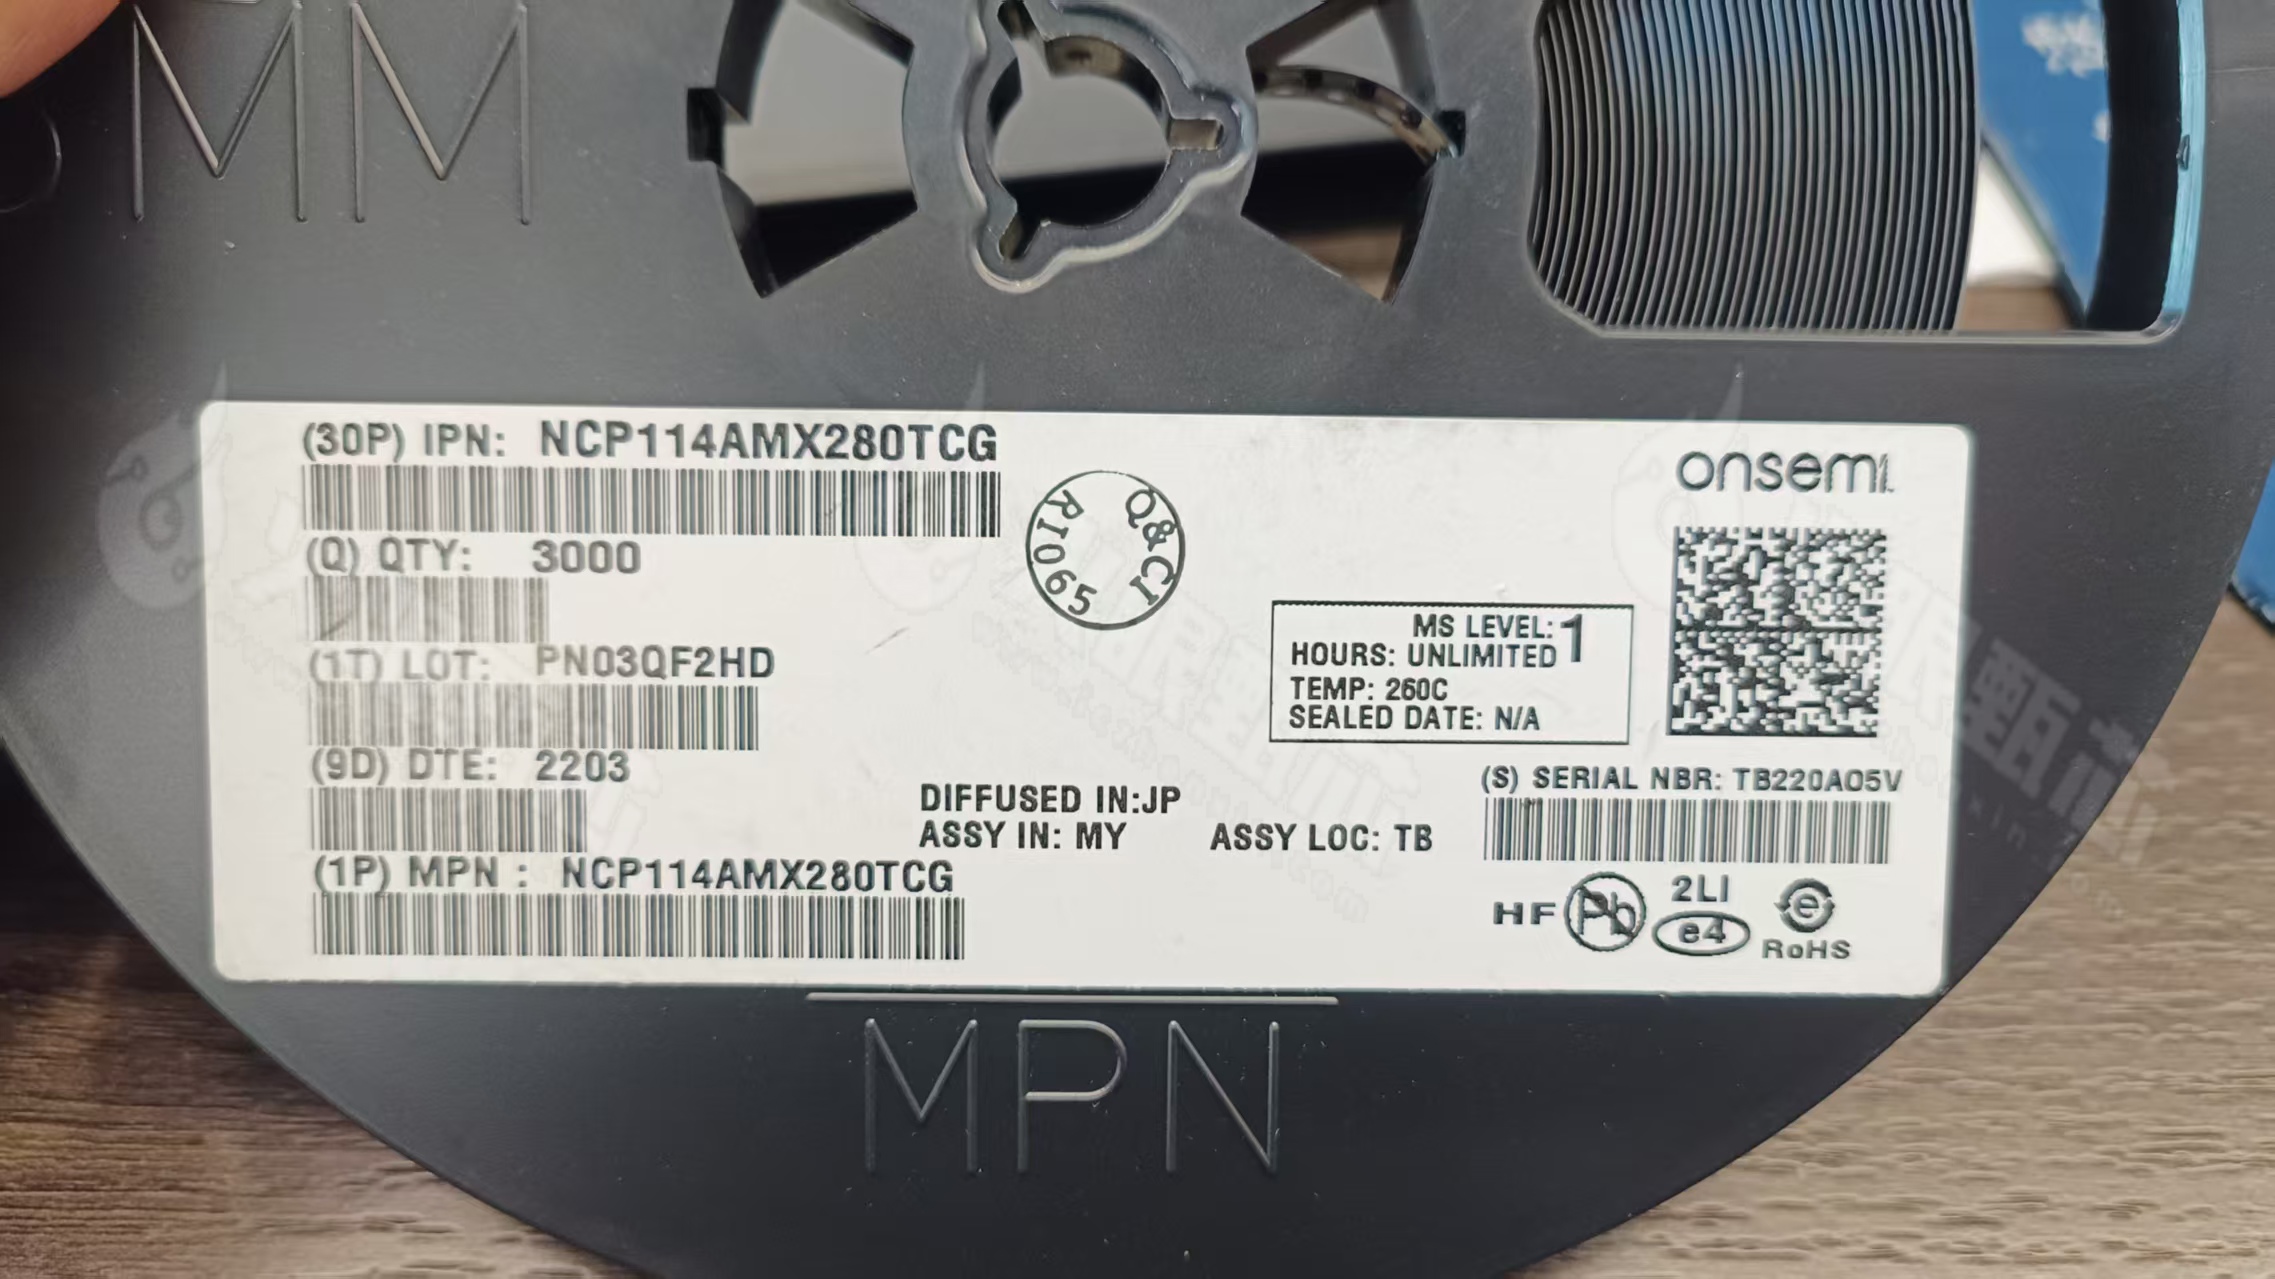 MM
(30P) IPN: NCP114AMX280TCG
onsemi
RI065 Q&CI
(Q) QTY: 3000
MS LEVEL: 1
HOURS: UNLIMITED
TEMP: 260C
SEALED DATE: N/A
(1T) LOT: PN03QF2HD
(9D) DTE: 2203
(S) SERIAL NBR: TB220A05V
DIFFUSED IN:JP
ASSY IN: MY ASSY LOC: TB
(1P) MPN : NCP114AMX280TCG
HF Pb 2LI e4 e RoHS
MPN